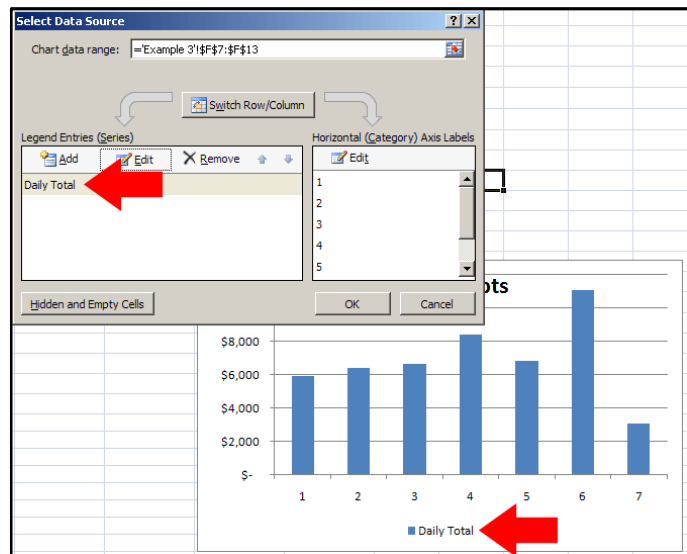 Select Data Source
Chart data range: ='Example 3'!$F$7:$F$13
Switch Row/Column
Legend Entries (Series)
Horizontal (Category) Axis Labels
Add Edit Remove
Edit
Daily Total
1
2
3
4
5
Hidden and Empty Cells
OK Cancel
pts
$8,000
$6,000
$4,000
$2,000
$-
1 2 3 4 5 6 7
Daily Total